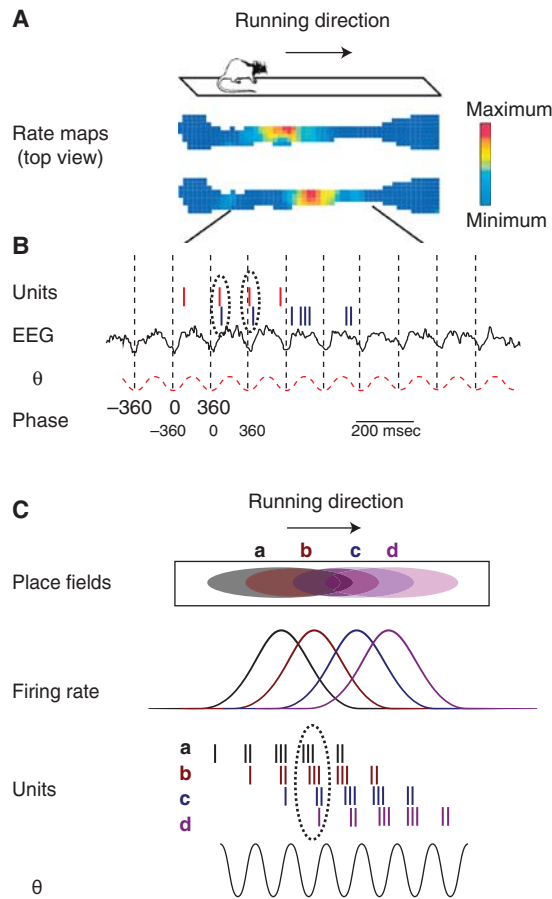 A
Running direction
Rate maps
(top view)
Maximum
Minimum
B
Units
EEG
θ
Phase
−360 0 360
−360 0 360
200 msec
C
Running direction
a b c d
Place fields
Firing rate
Units
a
b
c
d
θ